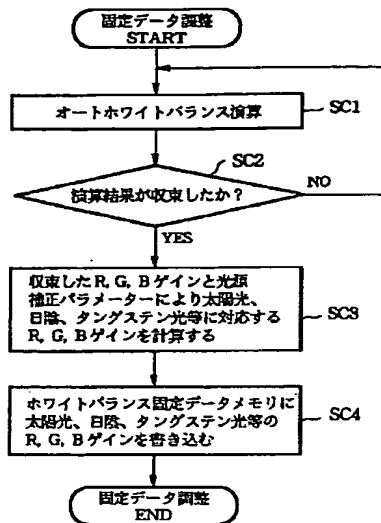 固定データ調整
START
オートホワイトバランス演算
SC1
SC2
演算結果が収束したか？
NO
YES
収束したR, G, Bゲインと光源
補正パラメーターにより太陽光、
日陰、タングステン光等に対応する
R, G, Bゲインを計算する
SC3
ホワイトバランス固定データメモリに
太陽光、日陰、タングステン光等の
R, G, Bゲインを書き込む
SC4
固定データ調整
END